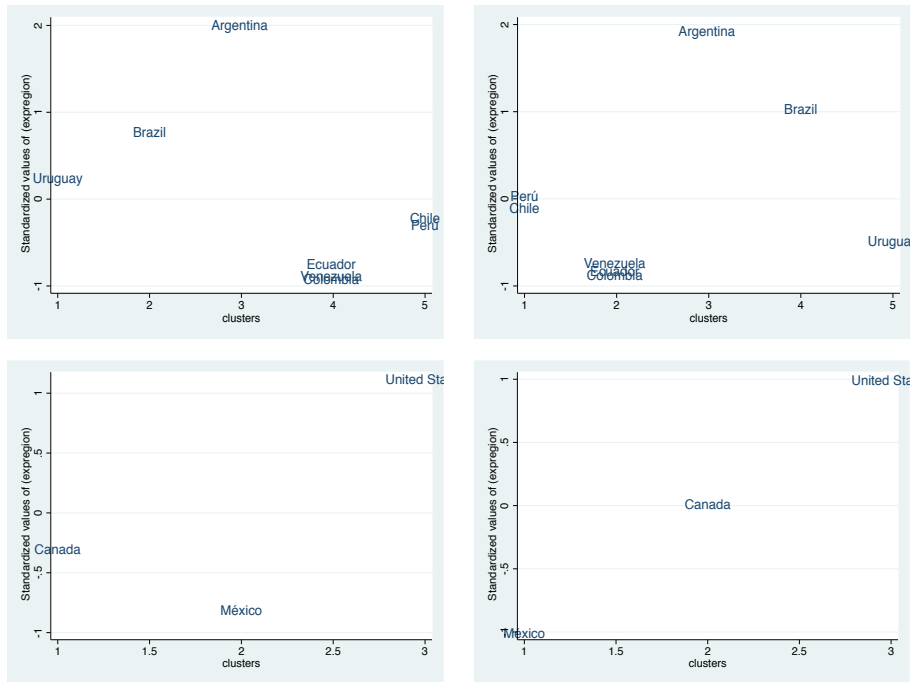 Standardized values of (expregion)
2
1
0
-1
Argentina
Brazil
Uruguay
Chile
Perú
Ecuador
Venezuela
Colombia
1 2 3 4 5
clusters
Standardized values of (expregion)
2
1
0
-1
Argentina
Brazil
Perú
Chile
Urugua
Venezuela
Ecuador
Colombia
1 2 3 4 5
clusters
Standardized values of (expregion)
1
.5
0
-.5
-1
United Sta
Canada
México
1 1.5 2 2.5 3
clusters
Standardized values of (expregion)
1
.5
0
-.5
-1
United Sta
Canada
México
1 1.5 2 2.5 3
clusters